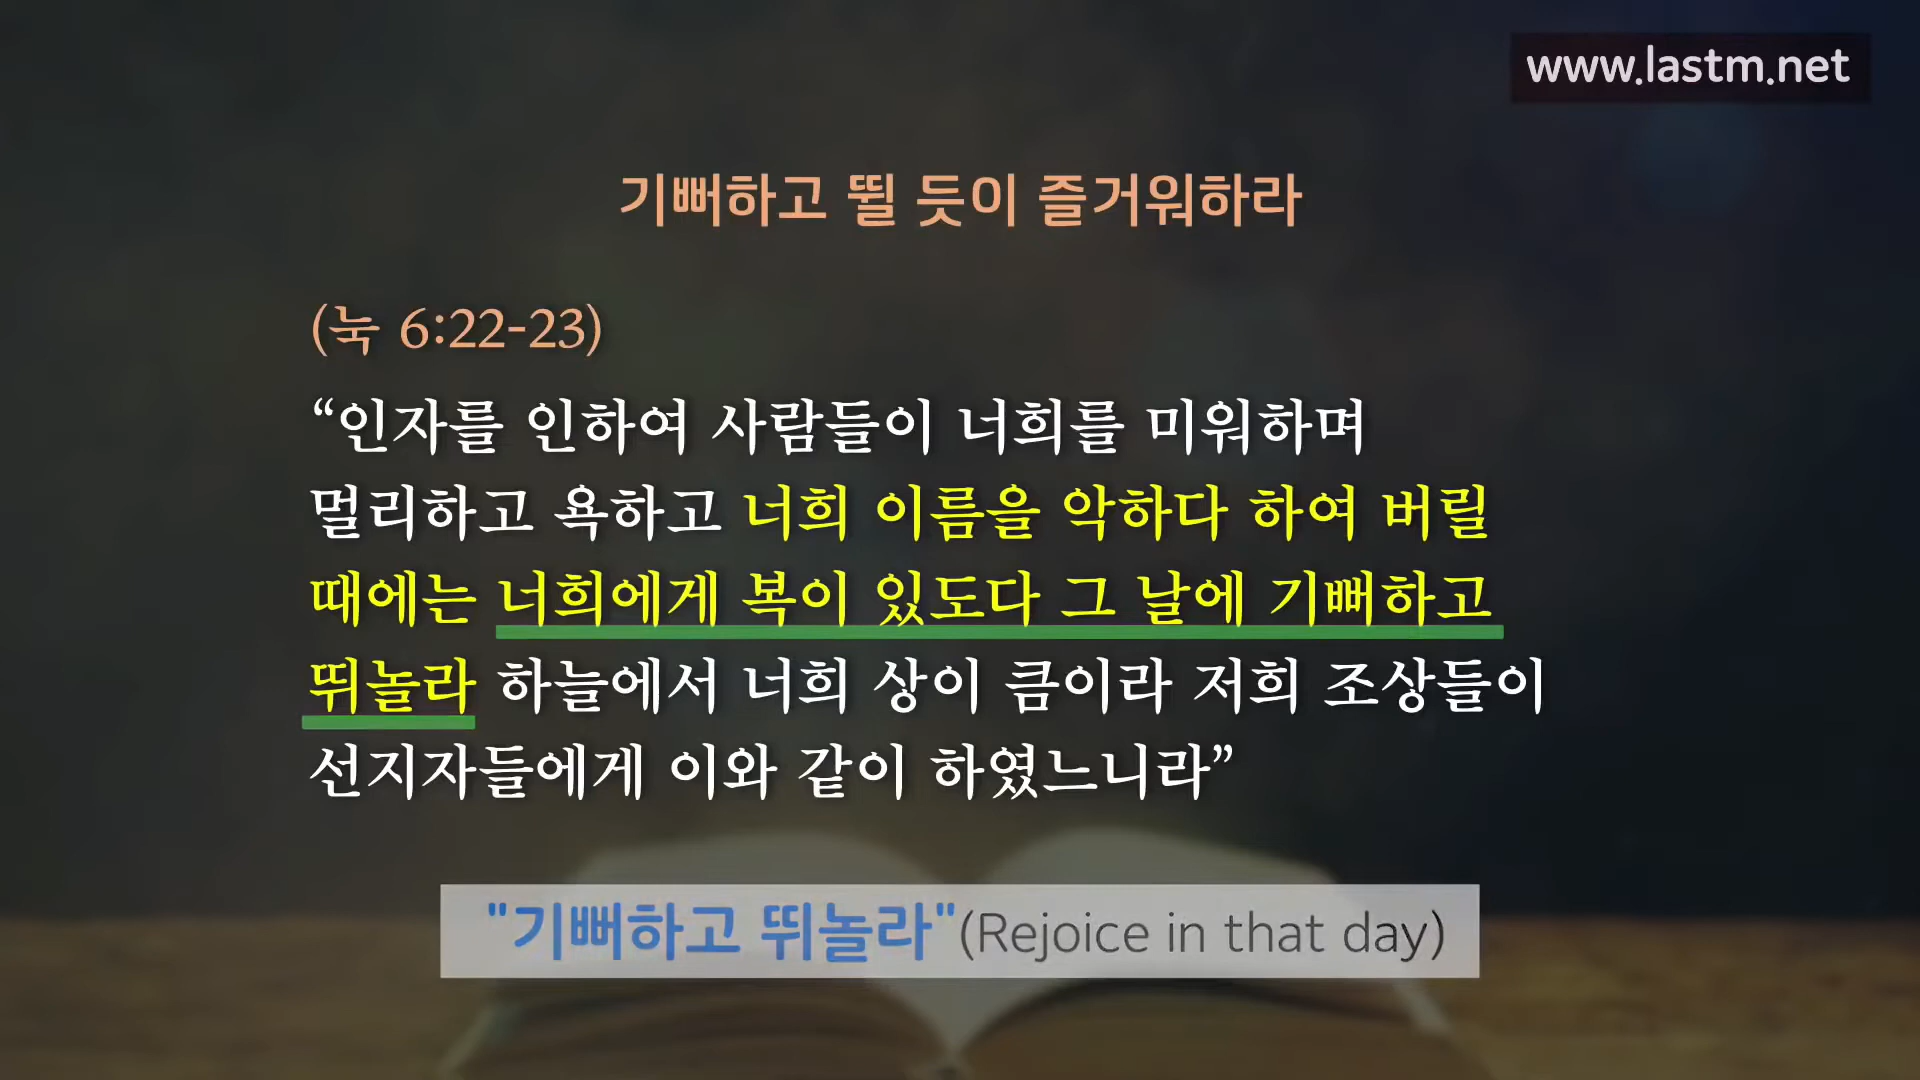 www.lastm.net
기뻐하고 뛸 듯이 즐거워하라
(눅 6:22-23)
“인자를 인하여 사람들이 너희를 미워하며
멀리하고 욕하고 너희 이름을 악하다 하여 버릴
때에는 너희에게 복이 있도다 그 날에 기뻐하고
뛰놀라 하늘에서 너희 상이 큼이라 저희 조상들이
선지자들에게 이와 같이 하였느니라”
"기뻐하고 뛰놀라"(Rejoice in that day)